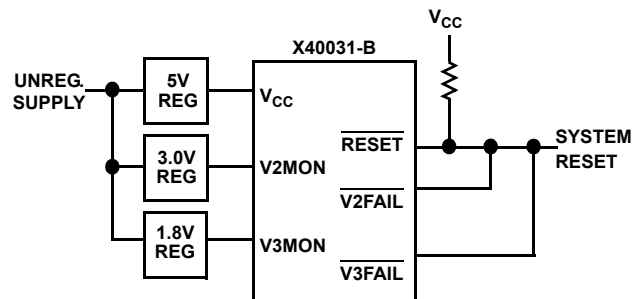 X40031-B
VCC
UNREG.
SUPPLY
5V
REG
VCC
3.0V
REG
V2MON
1.8V
REG
V3MON
RESET
V2FAIL
V3FAIL
SYSTEM
RESET